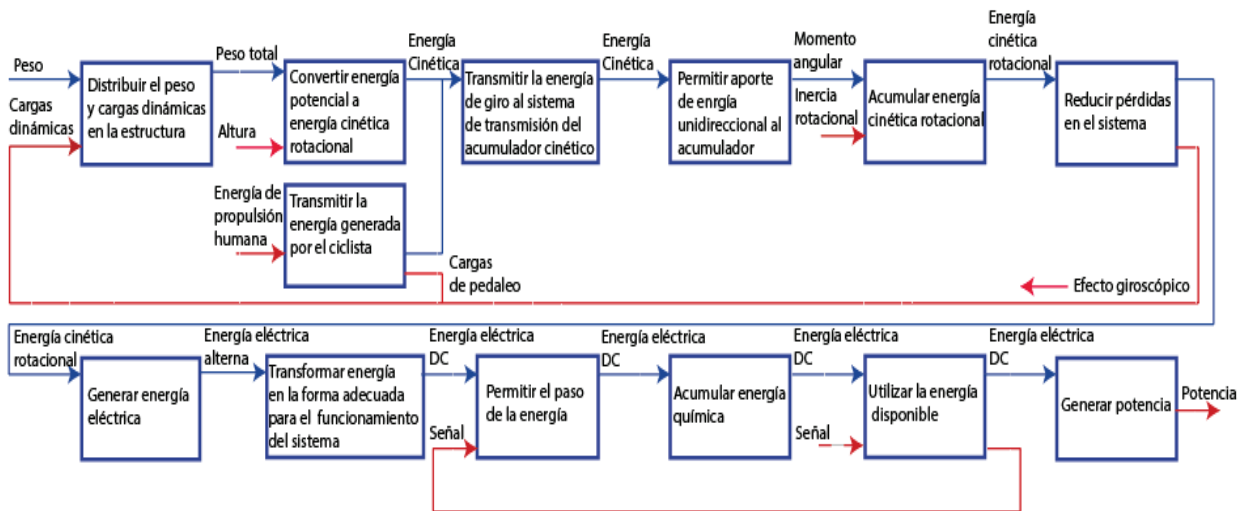 Peso
Cargas
dinámicas
Distribuir el peso
y cargas dinámicas
en la estructura
Peso total
Altura
Convertir energía
potencial a
energía cinética
rotacional
Energía
Cinética
Transmitir la energía
de giro al sistema
de transmisión del
acumulador cinético
Energía
Cinética
Permitir aporte
de enrgía
unidireccional al
acumulador
Momento
angular
Inercia
rotacional
Acumular energía
cinética rotacional
Energía
cinética
rotacional
Reducir pérdidas
en el sistema
Energía de
propulsión
humana
Transmitir la
energía generada
por el ciclista
Cargas
de pedaleo
Efecto giroscópico
Energía cinética
rotacional
Generar energía
eléctrica
Energía eléctrica
alterna
Transformar energía
en la forma adecuada
para el funcionamiento
del sistema
Energía eléctrica
DC
Señal
Permitir el paso
de la energía
Energía eléctrica
DC
Acumular energía
química
Energía eléctrica
DC
Señal
Utilizar la energía
disponible
Energía eléctrica
DC
Generar potencia
Potencia